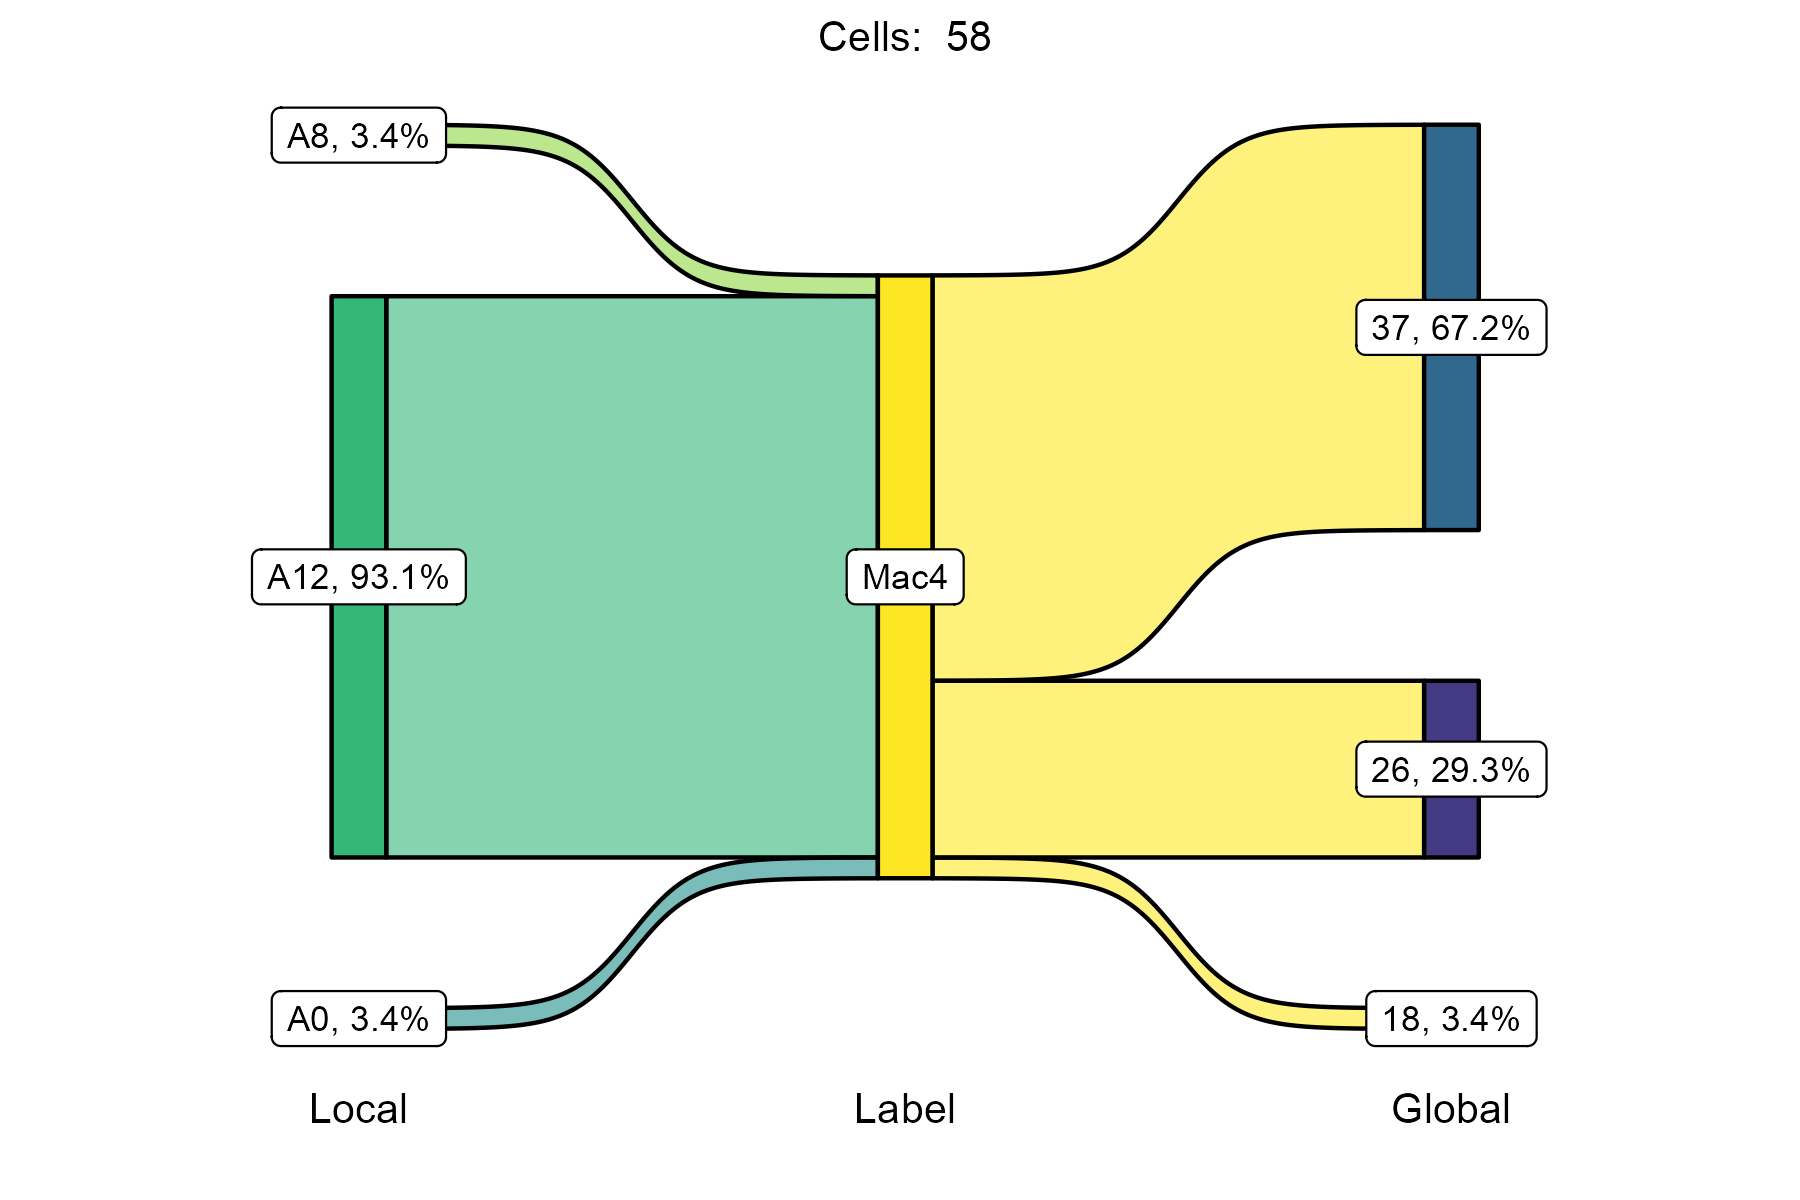 Cells:  58
A8, 3.4%
37, 67.2%
A12, 93.1%
Mac4
26, 29.3%
A0, 3.4%
18, 3.4%
Local
Label
Global